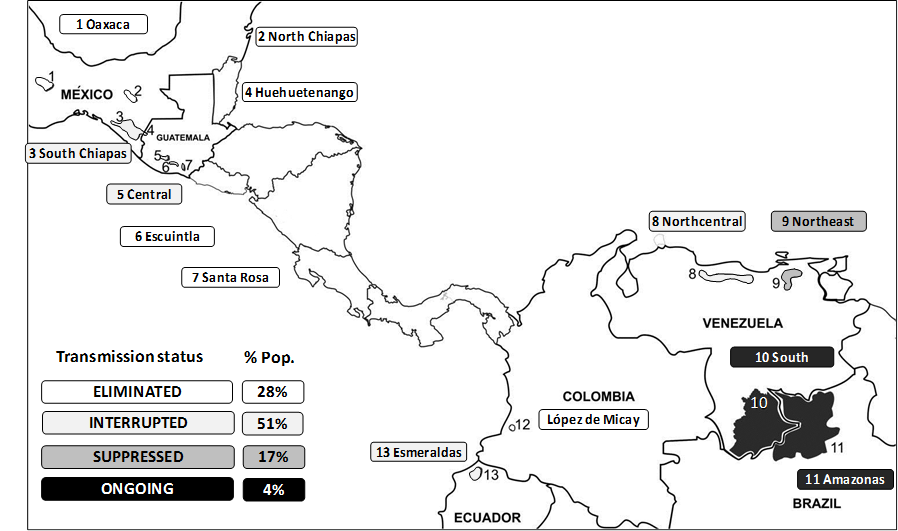 1 Oaxaca
2 North Chiapas
1
MÉXICO
2
4 Huehuetenango
3
4
GUATEMALA
3 South Chiapas
5
6
7
5 Central
6 Escuintla
7 Santa Rosa
8 Northcentral
9 Northeast
8
9
VENEZUELA
10 South
Transmission status
% Pop.
ELIMINATED
28%
INTERRUPTED
51%
SUPPRESSED
17%
ONGOING
4%
COLOMBIA
10
12
López de Micay
11
13 Esmeraldas
13
11 Amazonas
BRAZIL
ECUADOR